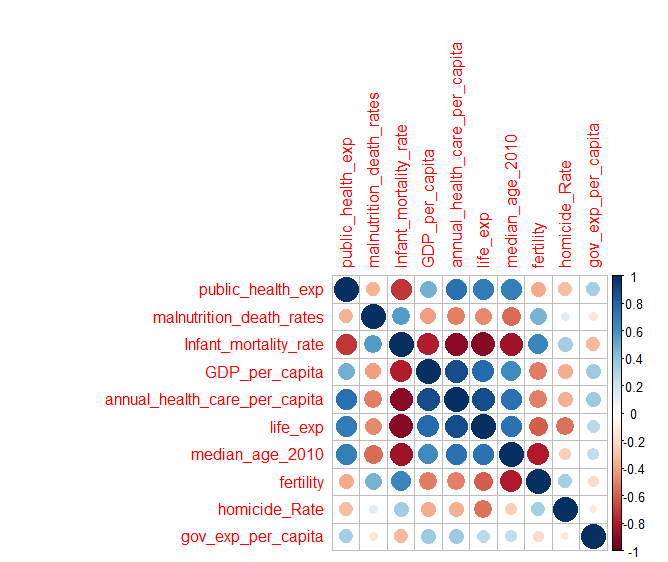 public_health_exp
malnutrition_death_rates
Infant_mortality_rate
GDP_per_capita
annual_health_care_per_capita
life_exp
median_age_2010
fertility
homicide_Rate
gov_exp_per_capita
public_health_exp
malnutrition_death_rates
Infant_mortality_rate
GDP_per_capita
annual_health_care_per_capita
life_exp
median_age_2010
fertility
homicide_Rate
gov_exp_per_capita
1
0.8
0.6
0.4
0.2
0
-0.2
-0.4
-0.6
-0.8
-1